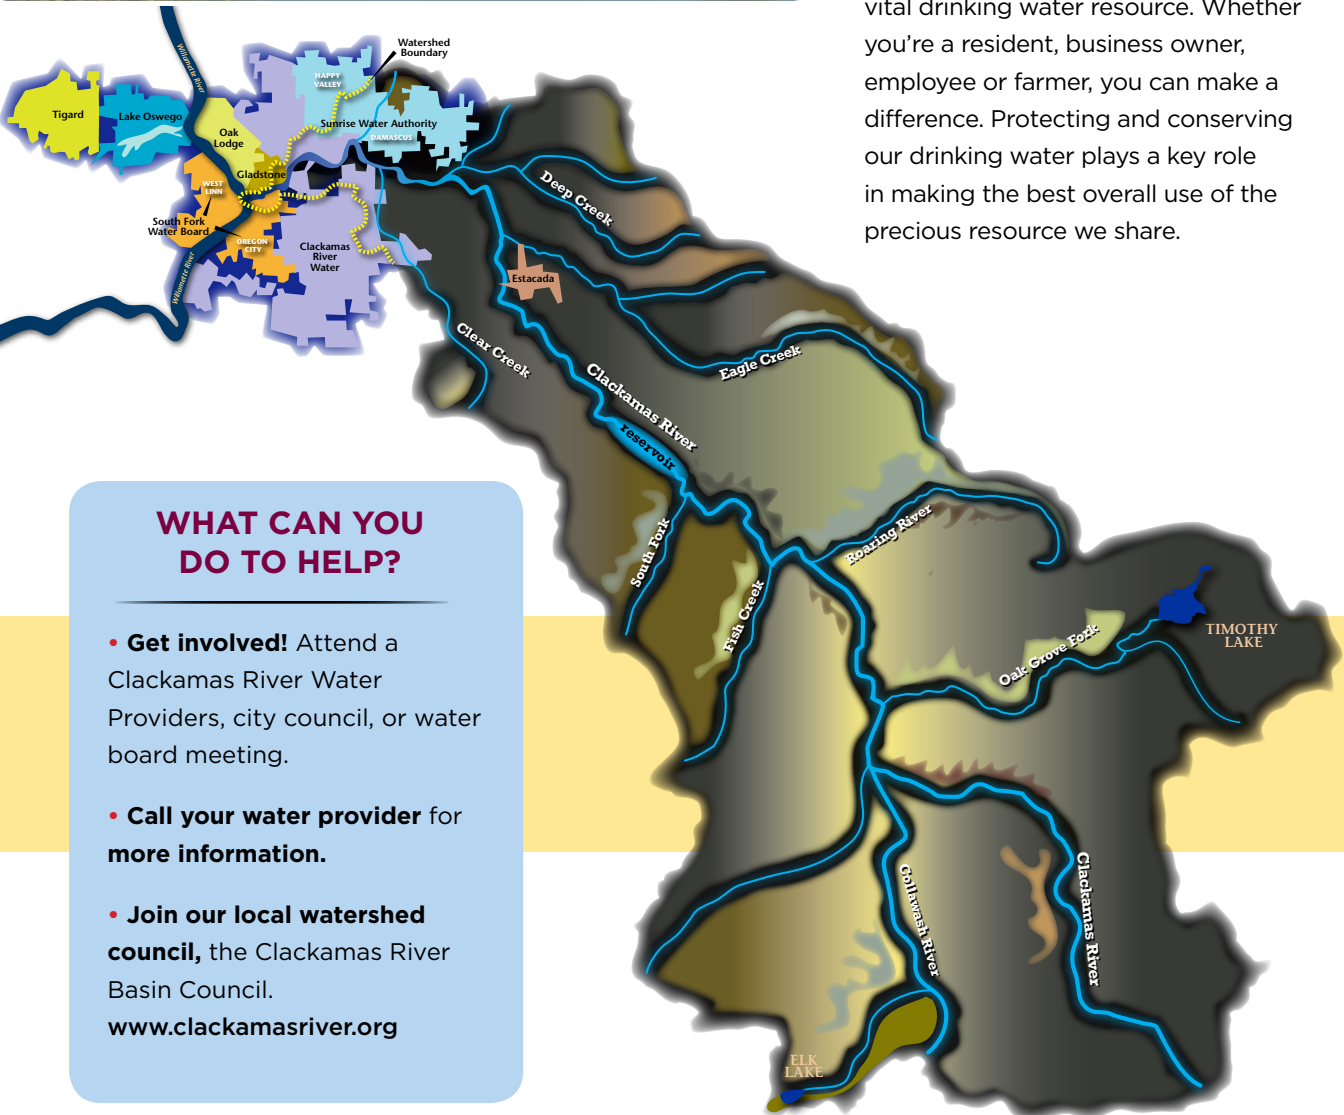 vital drinking water resource. Whether
you're a resident, business owner,
employee or farmer, you can make a
difference. Protecting and conserving
our drinking water plays a key role
in making the best overall use of the
precious resource we share.
Willamette River
Watershed
Boundary
HAPPY
VALLEY
Tigard
Lake Oswego
Oak
Lodge
Sunrise Water Authority
DAMASCUS
Gladstone
WEST
LINN
South Fork
Water Board
OREGON
CITY
Clackamas
River
Water
Willamette River
Deep Creek
Estacada
Clear Creek
Eagle Creek
Clackamas River
reservoir
South Fork
Roaring River
Fish Creek
Oak Grove Fork
TIMOTHY
LAKE
Collawash River
Clackamas River
ELK
LAKE
WHAT CAN YOU
DO TO HELP?
• Get involved! Attend a
Clackamas River Water
Providers, city council, or water
board meeting.
• Call your water provider for
more information.
• Join our local watershed
council, the Clackamas River
Basin Council.
www.clackamasriver.org